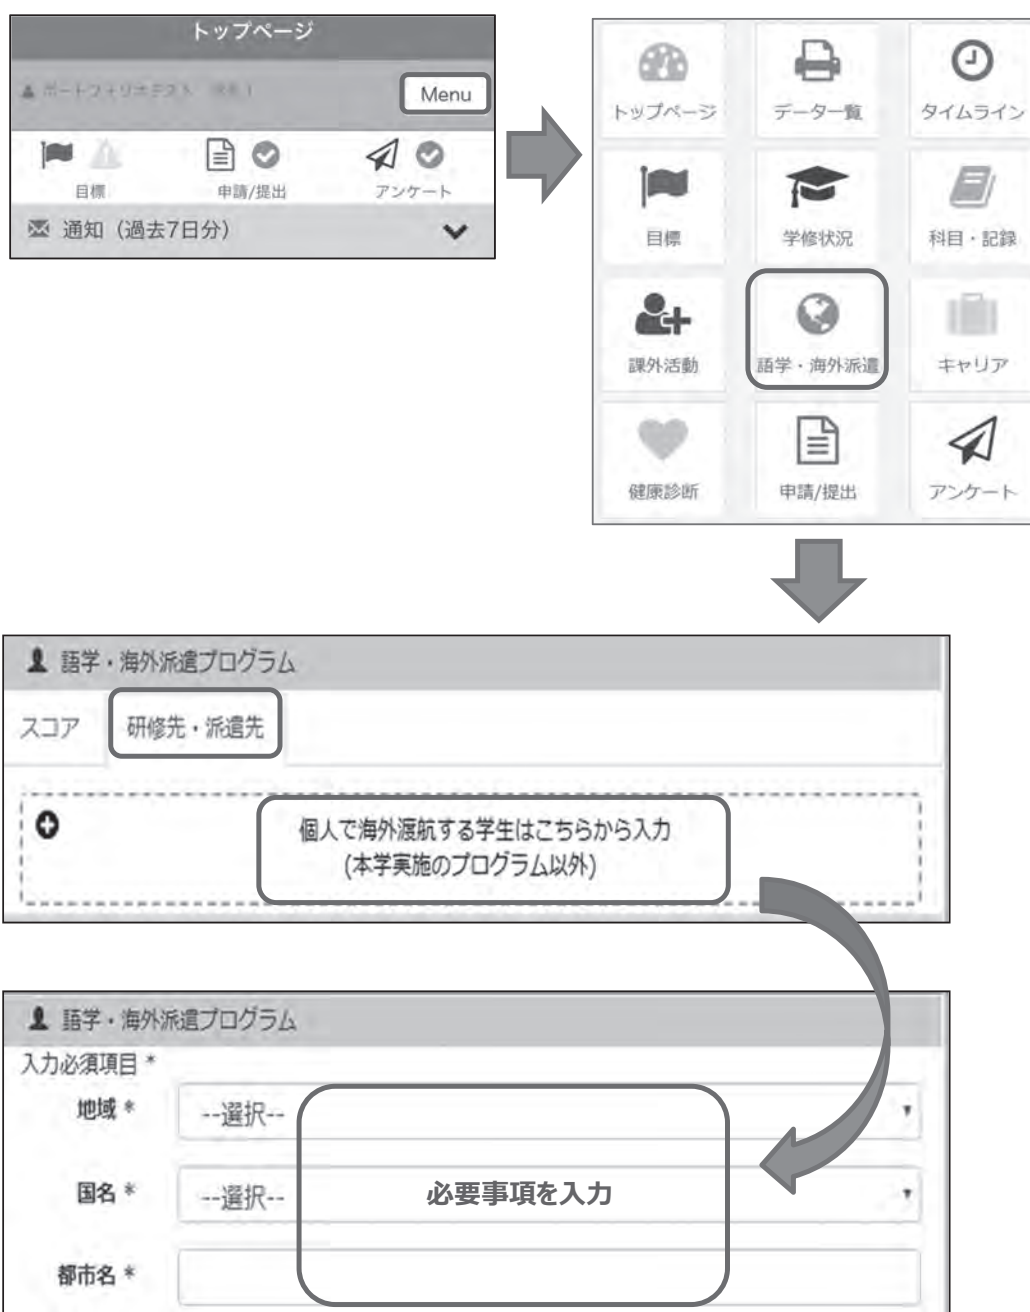 トップページ
Menu
目標
申請/提出
アンケート
通知（過去7日分）
トップページ
データ一覧
タイムライン
目標
学修状況
科目・記録
課外活動
語学・海外派遣
キャリア
健康診断
申請/提出
アンケート
語学・海外派遣プログラム
スコア
研修先・派遣先
個人で海外渡航する学生はこちらから入力
(本学実施のプログラム以外)
語学・海外派遣プログラム
入力必須項目 *
地域 *
--選択--
国名 *
--選択--
必要事項を入力
都市名 *